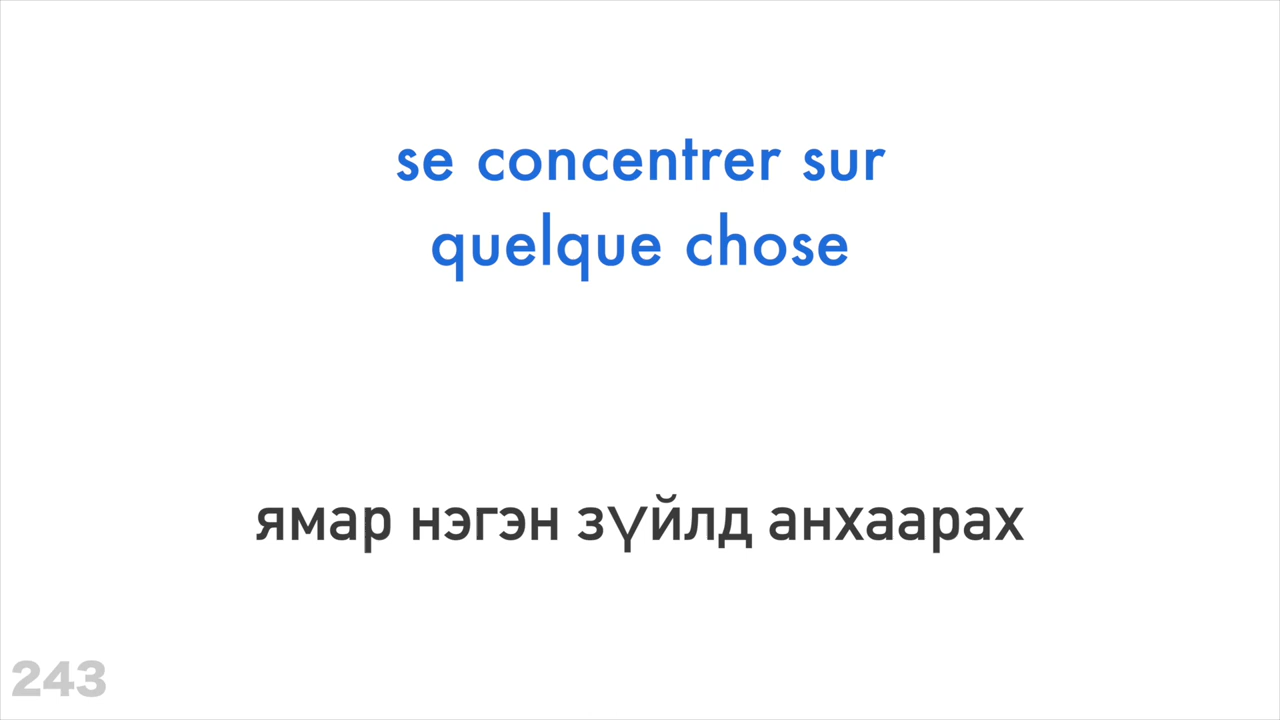 se concentrer sur
quelque chose
ямар нэгэн зүйлд анхаарах
243